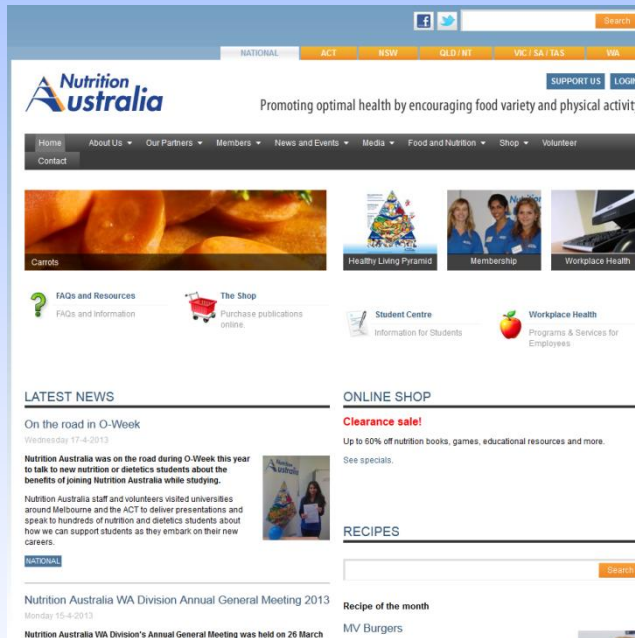 Search
NATIONAL ACT NSW QLD / NT VIC / SA / TAS WA
Nutrition
Australia
SUPPORT US LOGIN
Promoting optimal health by encouraging food variety and physical activity
Home About Us Our Partners Members News and Events Media Food and Nutrition Shop Volunteer
Contact
Carrots
Healthy Living Pyramid
Membership
Workplace Health
FAQs and Resources
FAQs and Information
The Shop
Purchase publications
online.
Student Centre
Information for Students
Workplace Health
Programs & Services for
Employees.
LATEST NEWS
On the road in O-Week
Wednesday 17-4-2013
Nutrition Australia was on the road during O-Week this year
to talk to new nutrition or dietetics students about the
benefits of joining Nutrition Australia while studying.
Nutrition Australia staff and volunteers visited universities
around Melbourne and the ACT to deliver presentations and
speak to hundreds of nutrition and dietetics students about
how we can support students as they embark on their new
careers.
NATIONAL
Nutrition Australia WA Division Annual General Meeting 2013
Monday 15-4-2013
Nutrition Australia WA Division's Annual General Meeting was held on 26 March
ONLINE SHOP
Clearance sale!
Up to 60% off nutrition books, games, educational resources and more.
See specials.
RECIPES
Search
Recipe of the month
MV Burgers